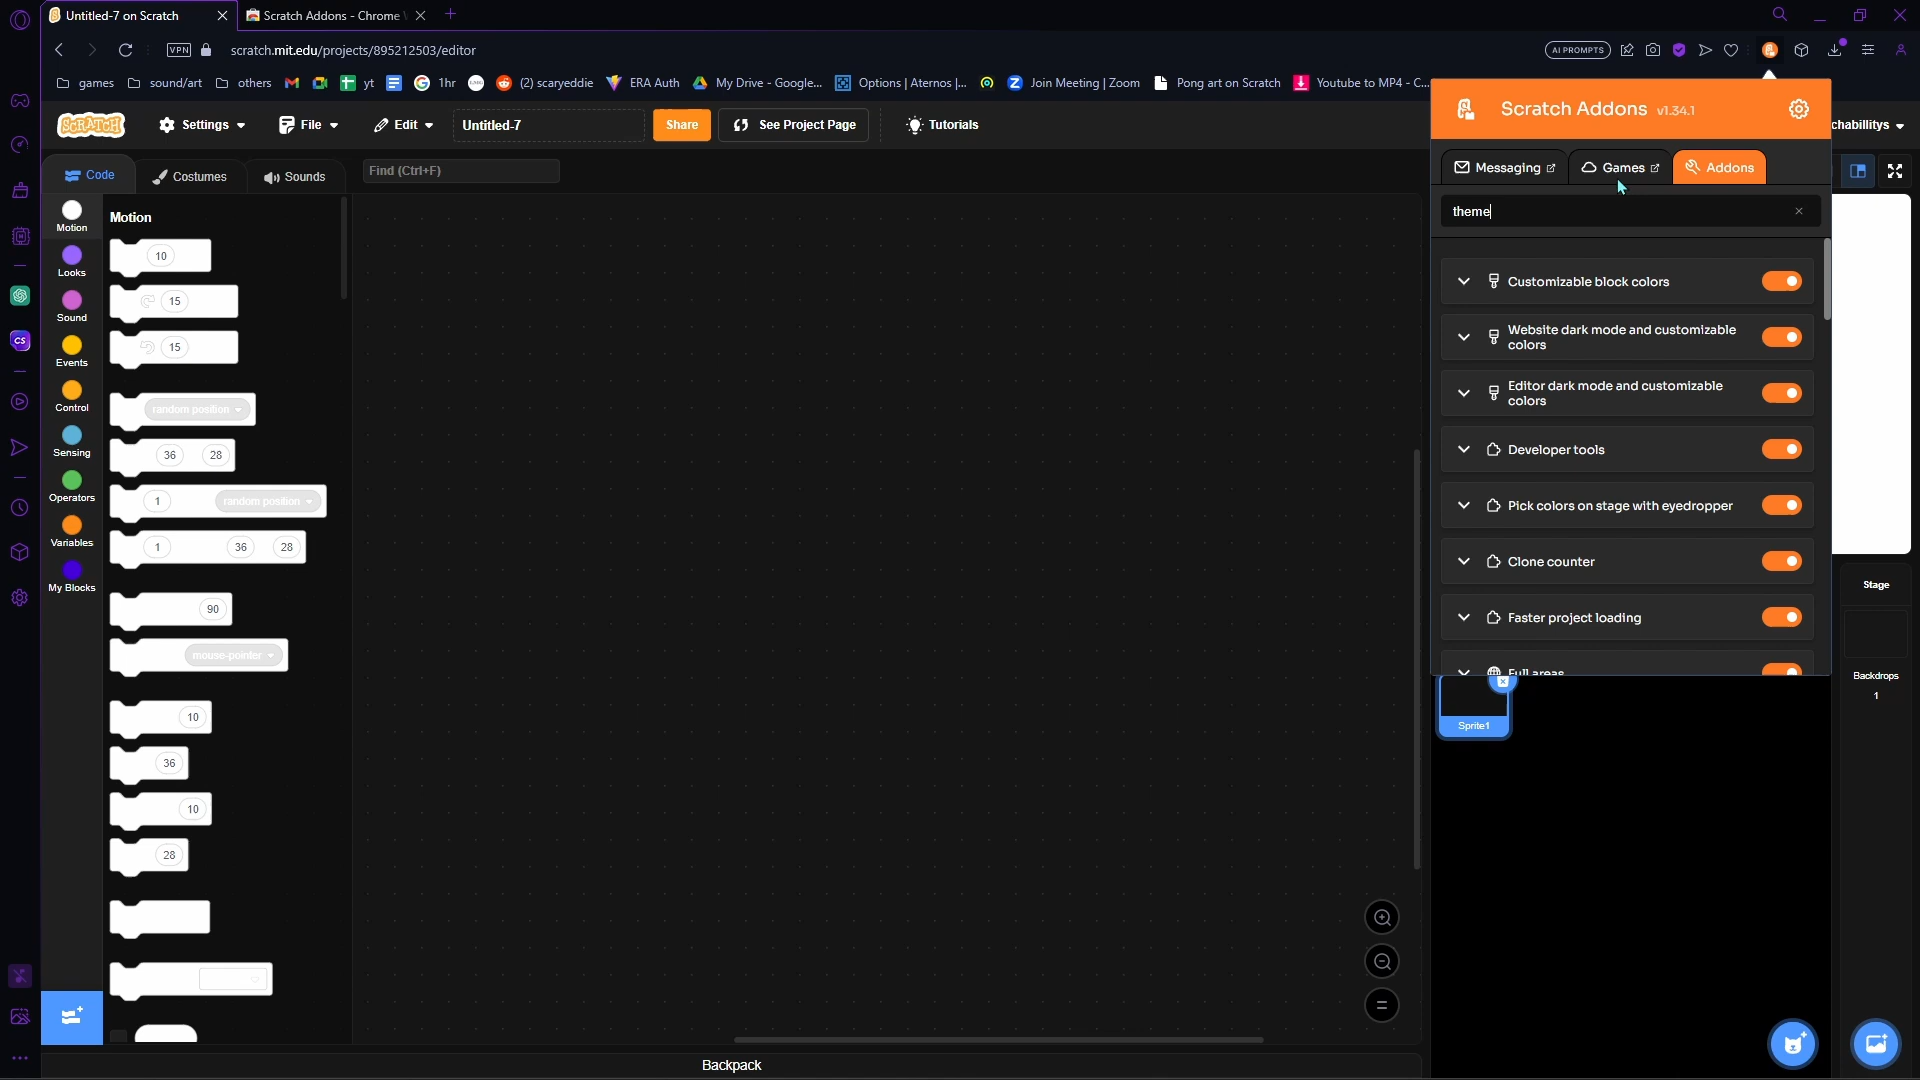 Untitled-7 on Scratch
Scratch Addons - Chrome
VPN
scratch.mit.edu/projects/895212503/editor
AI PROMPTS
games
sound/art
others
yt
1hr
(2) scaryeddie
ERA Auth
My Drive - Google...
Options | Aternos |...
Join Meeting | Zoom
Pong art on Scratch
Youtube to MP4 - C...
SCRATCH
Settings
File
Edit
Untitled-7
Share
See Project Page
Tutorials
chabillitys
Code
Costumes
Sounds
Find (Ctrl+F)
Scratch Addons v1.34.1
Messaging
Games
Addons
theme
Customizable block colors
Website dark mode and customizable
colors
Editor dark mode and customizable
colors
Developer tools
Pick colors on stage with eyedropper
Clone counter
Faster project loading
Full areas
CS
Motion
Looks
Sound
Events
Control
Sensing
Operators
Variables
My Blocks
Motion
10
15
15
random position
36 28
1 random position
1 36 28
90
mouse-pointer
10
36
10
28
Sprite1
Stage
Backdrops
1
Backpack